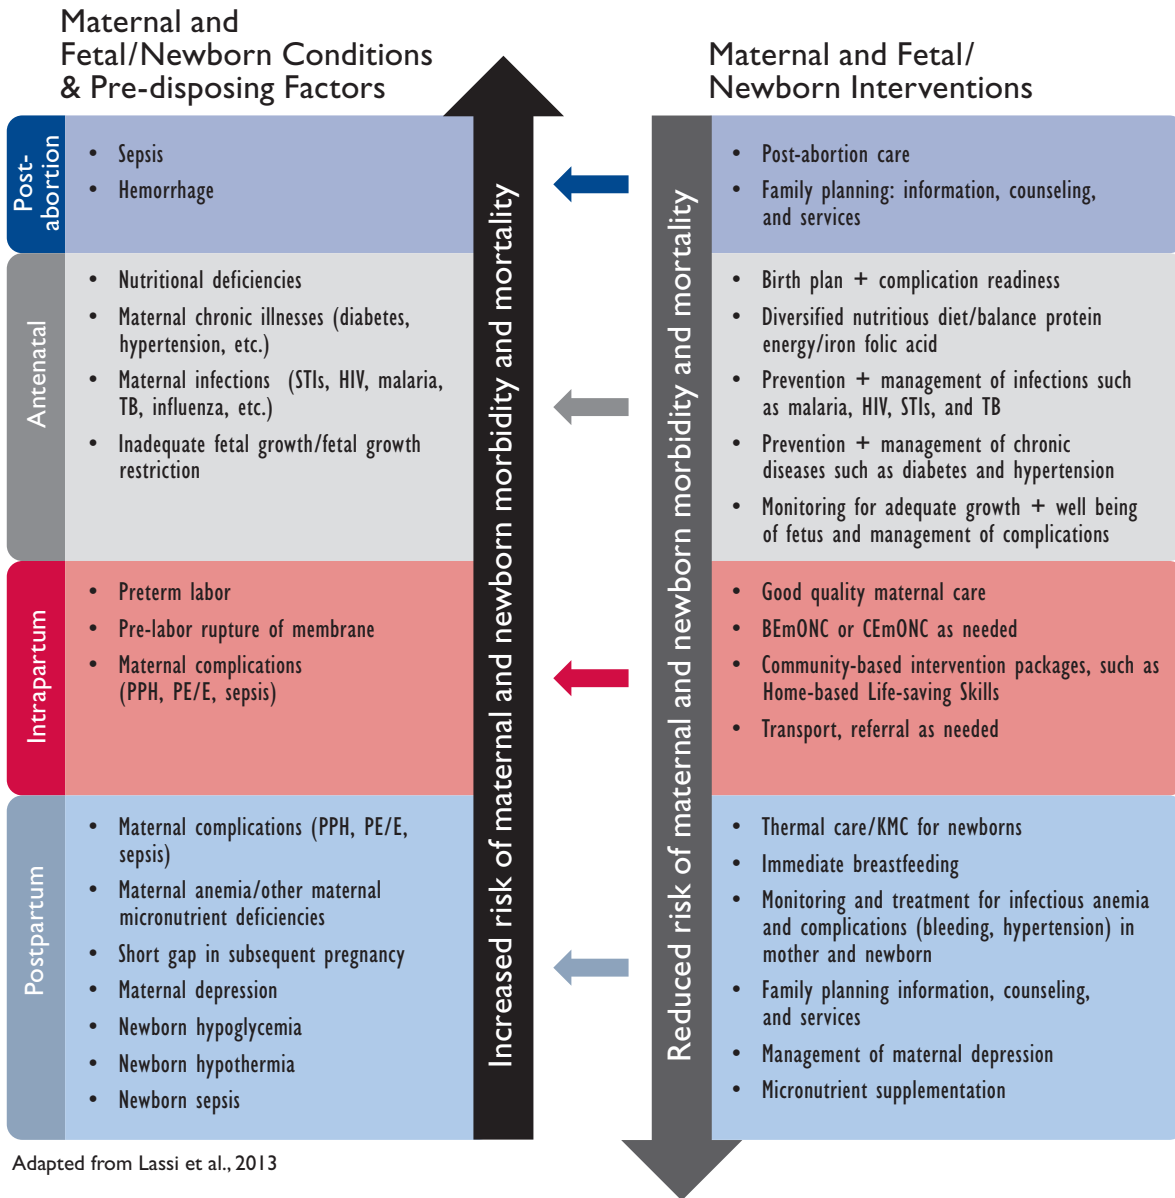 Maternal and
Fetal/Newborn Conditions
& Pre-disposing Factors
Maternal and Fetal/
Newborn Interventions
Post-
abortion
• Sepsis
• Hemorrhage
• Post-abortion care
• Family planning: information, counseling,
and services
Antenatal
• Nutritional deficiencies
• Maternal chronic illnesses (diabetes,
hypertension, etc.)
• Maternal infections (STIs, HIV, malaria,
TB, influenza, etc.)
• Inadequate fetal growth/fetal growth
restriction
• Birth plan + complication readiness
• Diversified nutritious diet/balance protein
energy/iron folic acid
• Prevention + management of infections such
as malaria, HIV, STIs, and TB
• Prevention + management of chronic
diseases such as diabetes and hypertension
• Monitoring for adequate growth + well being
of fetus and management of complications
Intrapartum
• Preterm labor
• Pre-labor rupture of membrane
• Maternal complications
(PPH, PE/E, sepsis)
• Good quality maternal care
• BEmONC or CEmONC as needed
• Community-based intervention packages, such as
Home-based Life-saving Skills
• Transport, referral as needed
Postpartum
• Maternal complications (PPH, PE/E,
sepsis)
• Maternal anemia/other maternal
micronutrient deficiencies
• Short gap in subsequent pregnancy
• Maternal depression
• Newborn hypoglycemia
• Newborn hypothermia
• Newborn sepsis
• Thermal care/KMC for newborns
• Immediate breastfeeding
• Monitoring and treatment for infectious anemia
and complications (bleeding, hypertension) in
mother and newborn
• Family planning information, counseling,
and services
• Management of maternal depression
• Micronutrient supplementation
Increased risk of maternal and newborn morbidity and mortality
Reduced risk of maternal and newborn morbidity and mortality
Adapted from Lassi et al., 2013